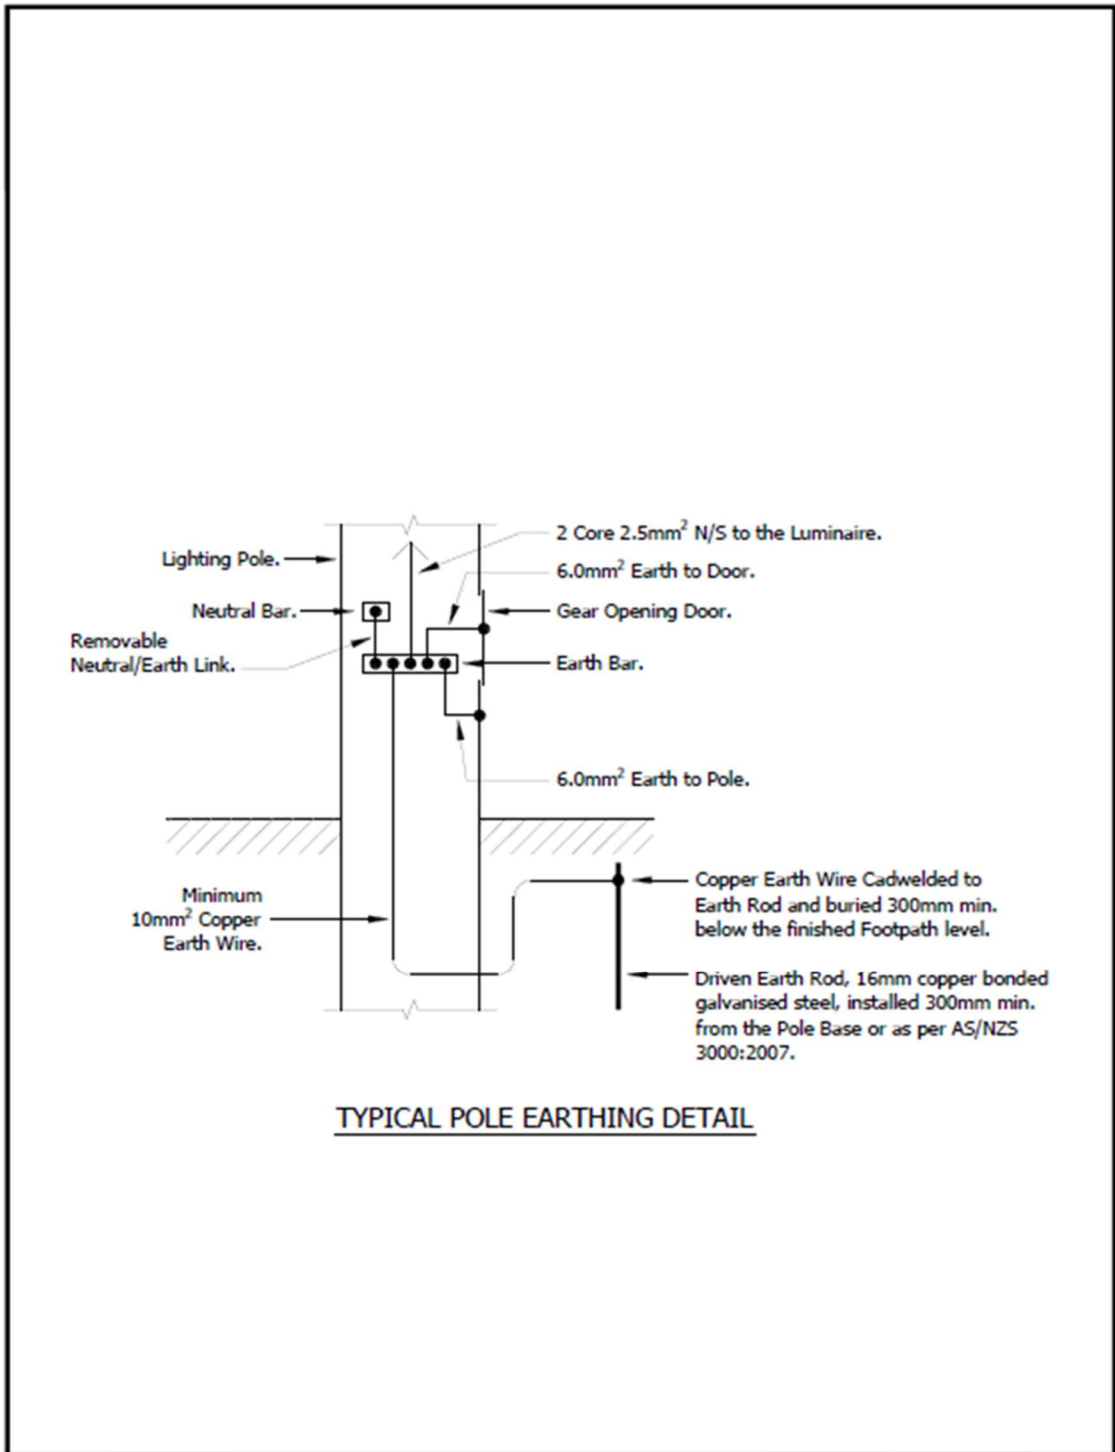 2 Core 2.5mm² N/S to the Luminaire.
Lighting Pole.
6.0mm² Earth to Door.
Neutral Bar.
Gear Opening Door.
Removable
Neutral/Earth Link.
Earth Bar.
6.0mm² Earth to Pole.
Minimum
10mm² Copper
Earth Wire.
Copper Earth Wire Cadwelded to
Earth Rod and buried 300mm min.
below the finished Footpath level.
Driven Earth Rod, 16mm copper bonded
galvanised steel, installed 300mm min.
from the Pole Base or as per AS/NZS
3000:2007.
TYPICAL POLE EARTHING DETAIL